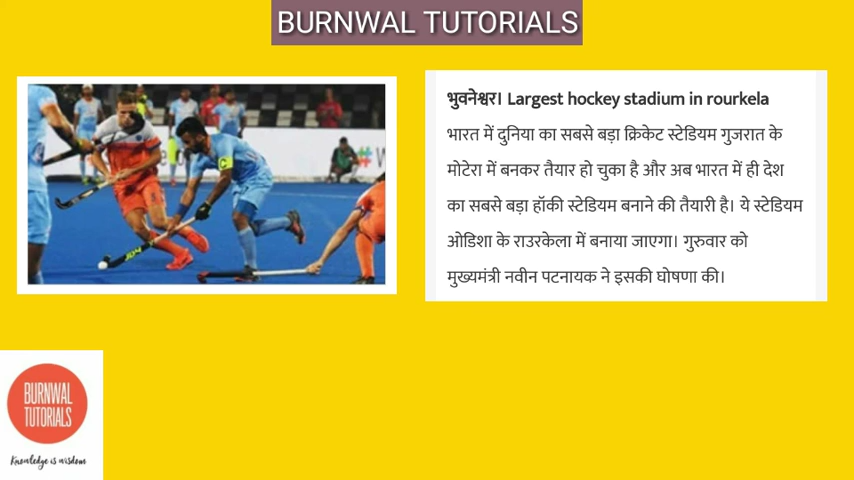 BURNWAL TUTORIALS
भुवनेश्वर। Largest hockey stadium in rourkela
भारत में दुनिया का सबसे बड़ा क्रिकेट स्टेडियम गुजरात के
मोटेरा में बनकर तैयार हो चुका है और अब भारत में ही देश
का सबसे बड़ा हॉकी स्टेडियम बनाने की तैयारी है। ये स्टेडियम
ओडिशा के राउरकेला में बनाया जाएगा। गुरुवार को
मुख्यमंत्री नवीन पटनायक ने इसकी घोषणा की।
BURNWAL
TUTORIALS
Knowledge is wisdom